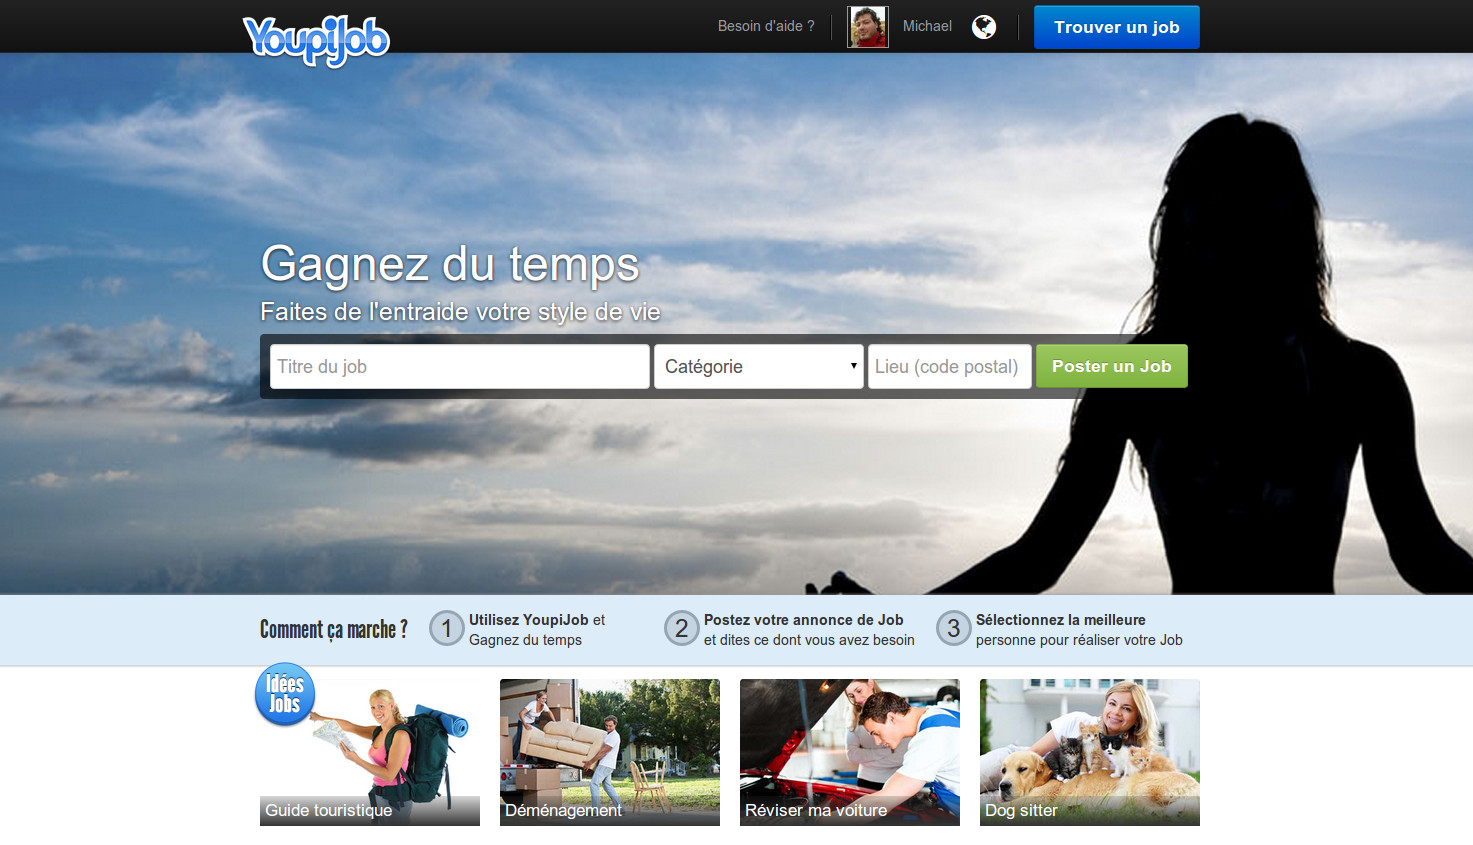 YoupiJob
Besoin d'aide ?
Michael
Trouver un job
Gagnez du temps
Faites de l'entraide votre style de vie
Titre du job
Catégorie
Lieu (code postal)
Poster un Job
Comment ça marche ?
1
Utilisez YoupiJob et
Gagnez du temps
2
Postez votre annonce de Job
et dites ce dont vous avez besoin
3
Sélectionnez la meilleure
personne pour réaliser votre Job
Idées
Jobs
Guide touristique
Déménagement
Réviser ma voiture
Dog sitter